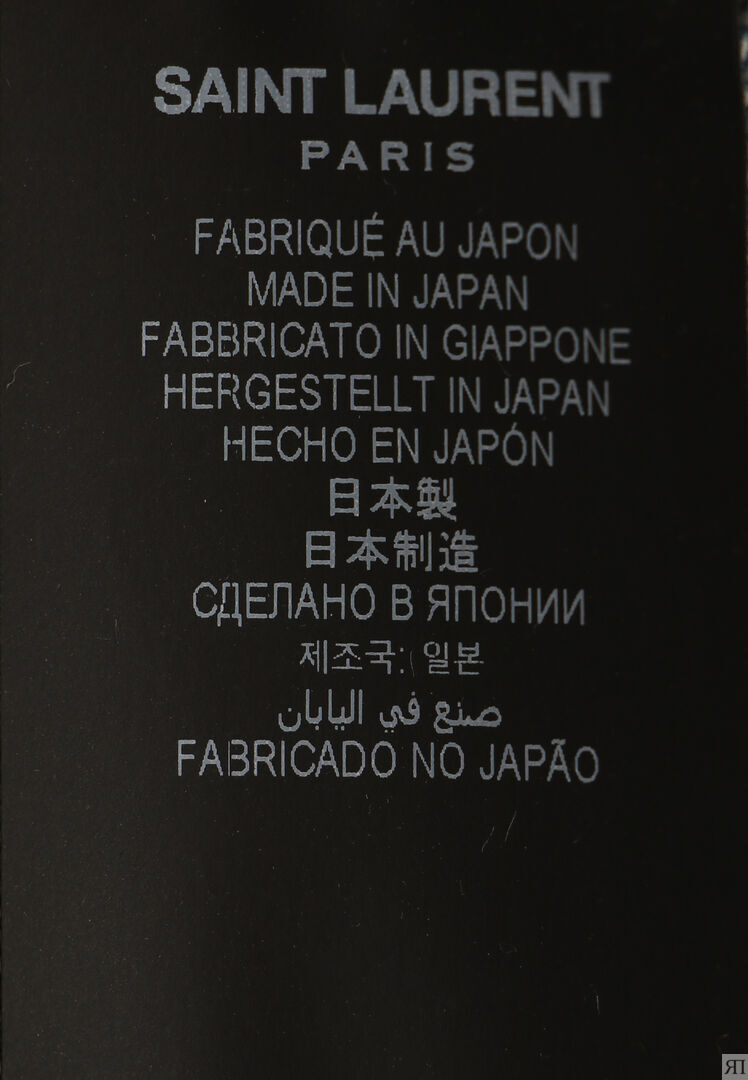 SAINT LAURENT
PARIS
FABRIQUÉ AU JAPON
MADE IN JAPAN
FABBRICATO IN GIAPPONE
HERGESTELLT IN JAPAN
HECHO EN JAPÓN
日本製
日本制造
СДЕЛАНО В ЯПОНИИ
제조국: 일본
صنع في اليابان
FABRICADO NO JAPÃO
ЯП